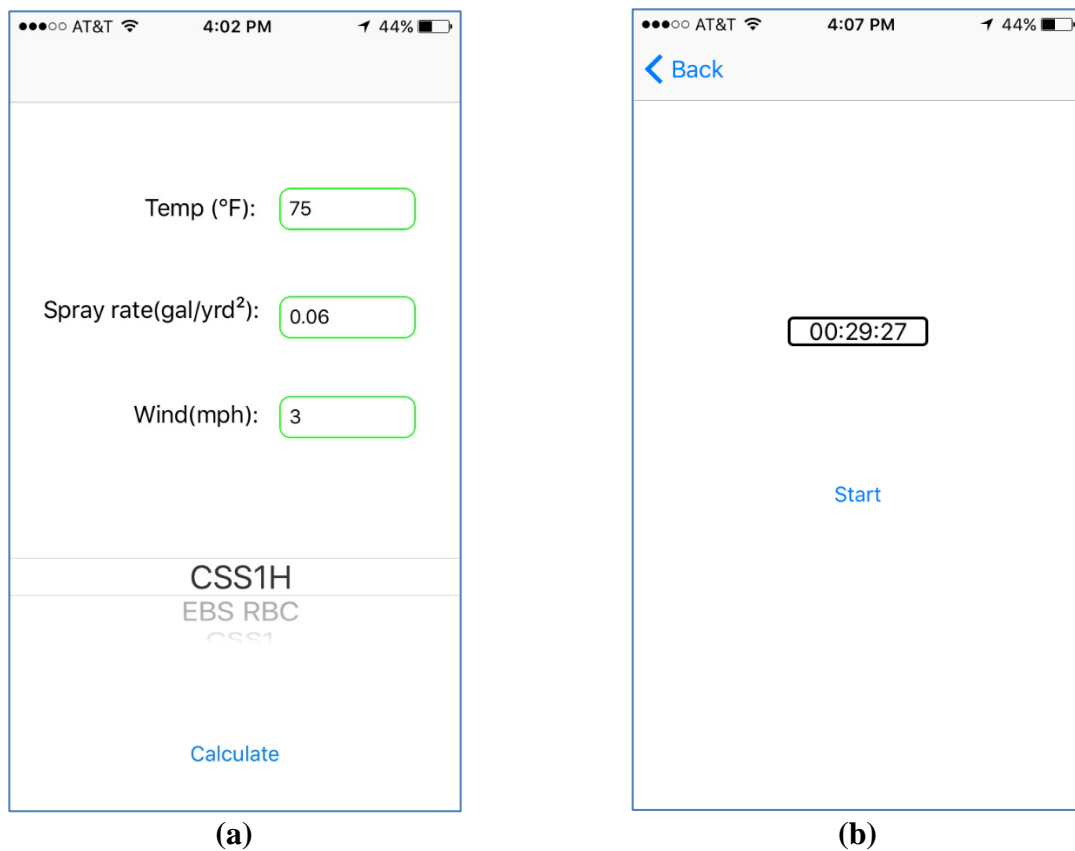 ●●●○○ AT&T 4:02 PM 44%
Temp (°F): 75
Spray rate(gal/yrd²): 0.06
Wind(mph): 3
CSS1H
EBS RBC
CSS1
Calculate
(a)
●●●○○ AT&T 4:07 PM 44%
Back
00:29:27
Start
(b)